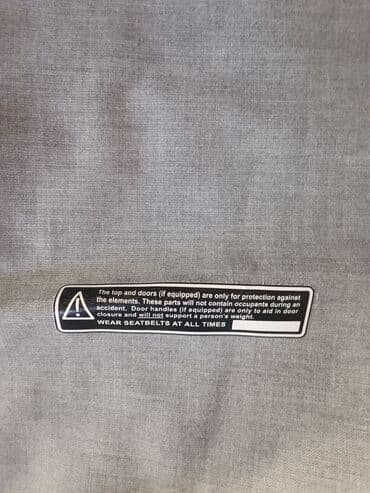 The top and doors (if equipped) are only for protection against
the elements. These parts will not contain occupants during an
accident. Door handles (if equipped) are only to aid in door
closure and will not support a person's weight.
WEAR SEATBELTS AT ALL TIMES